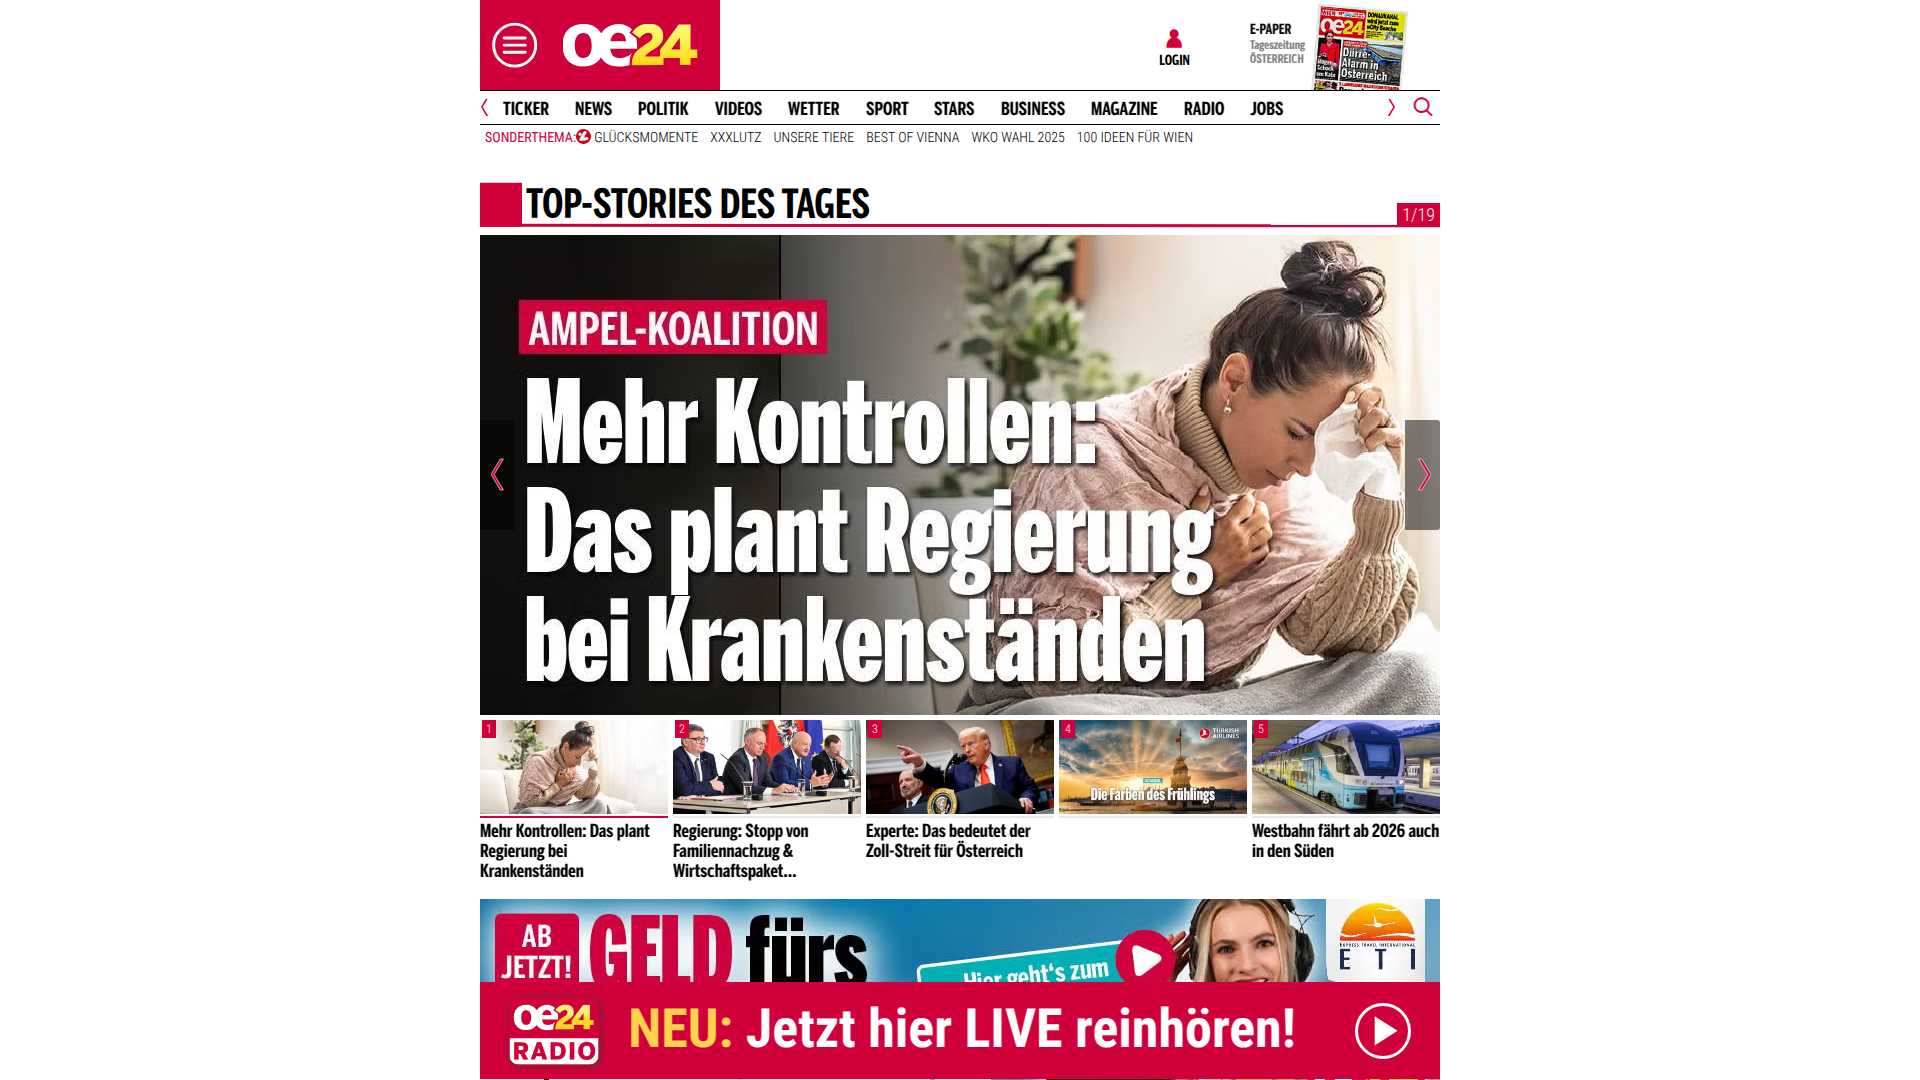 oe24
LOGIN
E-PAPER
Tageszeitung
ÖSTERREICH
oe24
Dürre-
Alarm in
Österreich
TICKER NEWS POLITIK VIDEOS WETTER SPORT STARS BUSINESS MAGAZINE RADIO JOBS
SONDERTHEMA: GLÜCKSMOMENTE XXXLUTZ UNSERE TIERE BEST OF VIENNA WKO WAHL 2025 100 IDEEN FÜR WIEN
TOP-STORIES DES TAGES
1/19
AMPEL-KOALITION
Mehr Kontrollen:
Das plant Regierung
bei Krankenständen
1
2
3
4
5
TURKISH
AIRLINES
Die Farben des Frühlings
Mehr Kontrollen: Das plant
Regierung bei
Krankenständen
Regierung: Stopp von
Familiennachzug &
Wirtschaftspaket...
Experte: Das bedeutet der
Zoll-Streit für Österreich
Westbahn fährt ab 2026 auch
in den Süden
AB
JETZT!
GELD fürs
Hier geht's zum
EXPRESS TRAVEL INTERNATIONAL
ETI
oe24
RADIO
NEU: Jetzt hier LIVE reinhören!